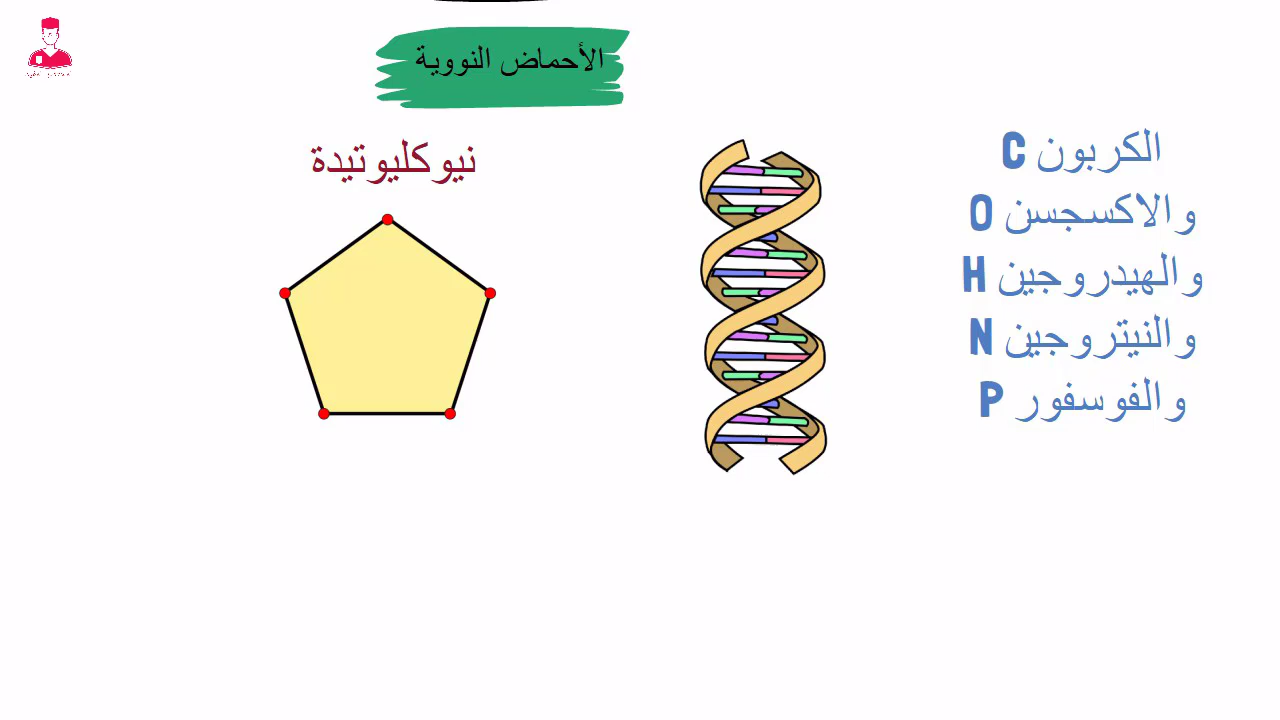 الأحماض النووية
الكربون C
والاكسجسن O
والهيدروجين H
والنيتروجين N
والفوسفور P
نيوكليوتيدة